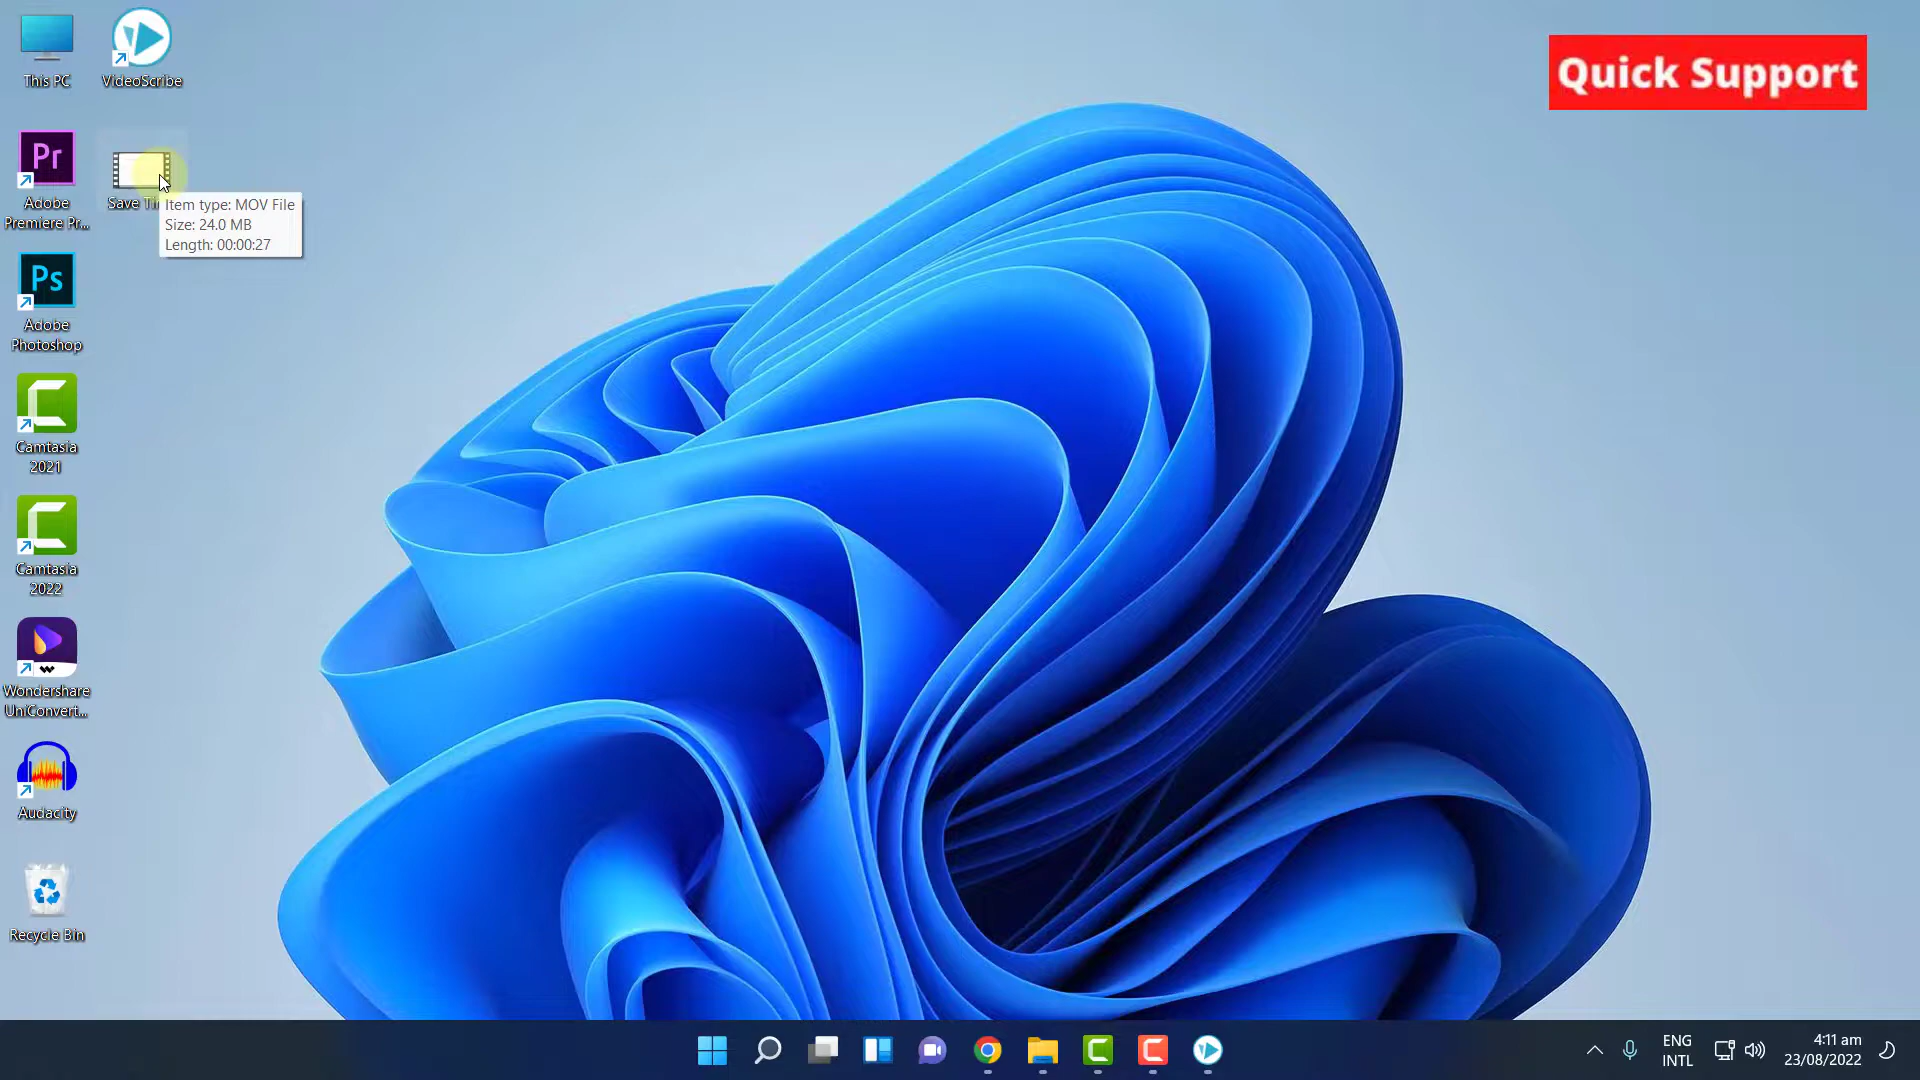 This PC
VideoScribe
Quick Support
Pr
Adobe
Premiere Pr...
Save Ti
Item type: MOV File
Size: 24.0 MB
Length: 00:00:27
Ps
Adobe
Photoshop
Camtasia
2021
Camtasia
2022
Wondershare
UniConvert...
Audacity
Recycle Bin
ENG
INTL
4:11 am
23/08/2022